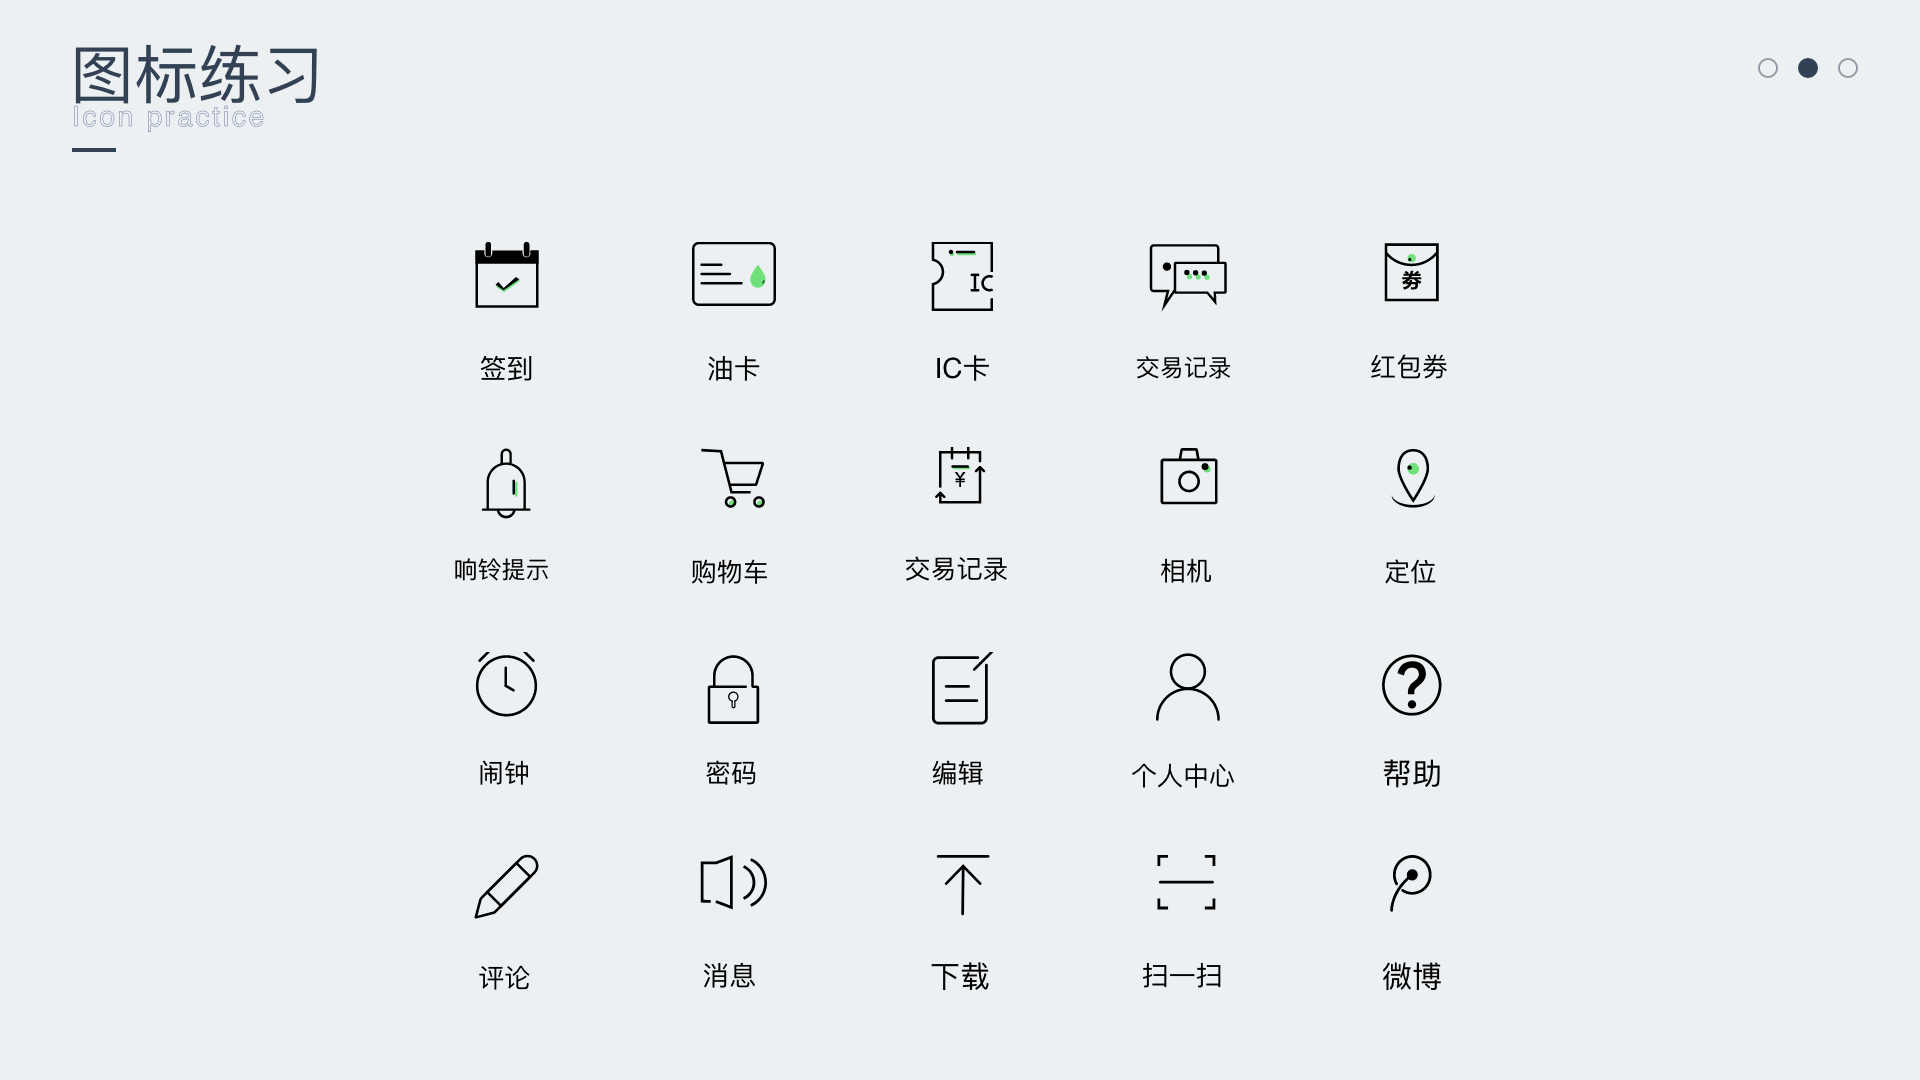 图标练习
Icon practice
IC
劵
签到
油卡
IC卡
交易记录
红包劵
¥
响铃提示
购物车
交易记录
相机
定位
?
闹钟
密码
编辑
个人中心
帮助
评论
消息
下载
扫一扫
微博